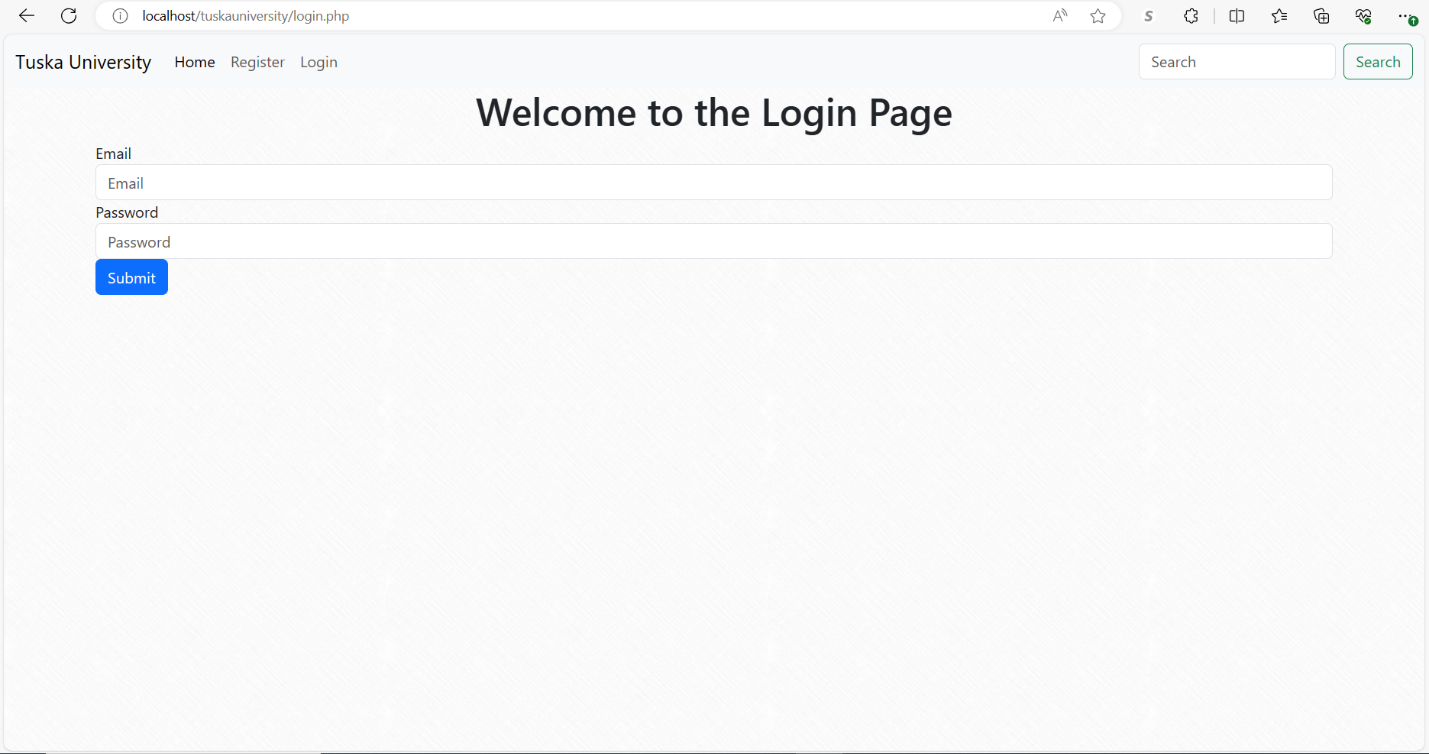 localhost/tuskauniversity/login.php
Tuska University Home Register Login Search Search
Welcome to the Login Page
Email
Email
Password
Password
Submit